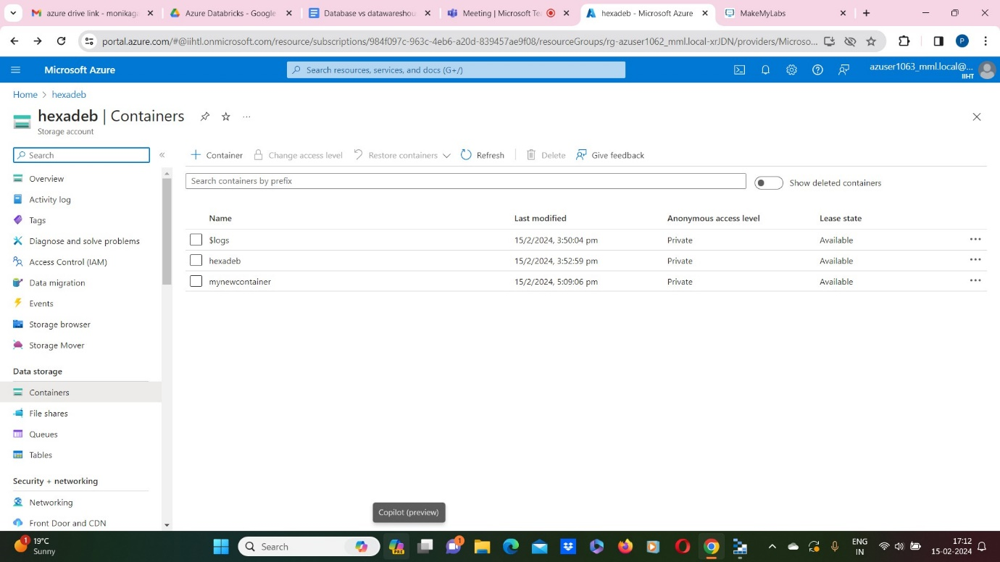 azure drive link - monikaga
Azure Databricks - Google
Database vs datawareshou
Meeting | Microsoft Tea
hexadeb - Microsoft Azure
MakeMyLabs
portal.azure.com/#@iihtl.onmicrosoft.com/resource/subscriptions/984f097c-963c-4eb6-a20d-839457ae9f08/resourceGroups/rg-azuser1062_mml.local-xrJDN/providers/Microso...
P
Microsoft Azure
Search resources, services, and docs (G+/)
azuser1063_mml.local@...
IIHT
Home > hexadeb
hexadeb | Containers
Storage account
Search
Container
Change access level
Restore containers
Refresh
Delete
Give feedback
Search containers by prefix
Show deleted containers
Overview
Activity log
Tags
Diagnose and solve problems
Access Control (IAM)
Data migration
Events
Storage browser
Storage Mover
Data storage
Containers
File shares
Queues
Tables
Security + networking
Networking
Front Door and CDN
Name Last modified Anonymous access level Lease state
$logs 15/2/2024, 3:50:04 pm Private Available
hexadeb 15/2/2024, 3:52:59 pm Private Available
mynewcontainer 15/2/2024, 5:09:06 pm Private Available
Copilot (preview)
1
19°C
Sunny
Search
PRE
1
ENG
IN
17:12
15-02-2024